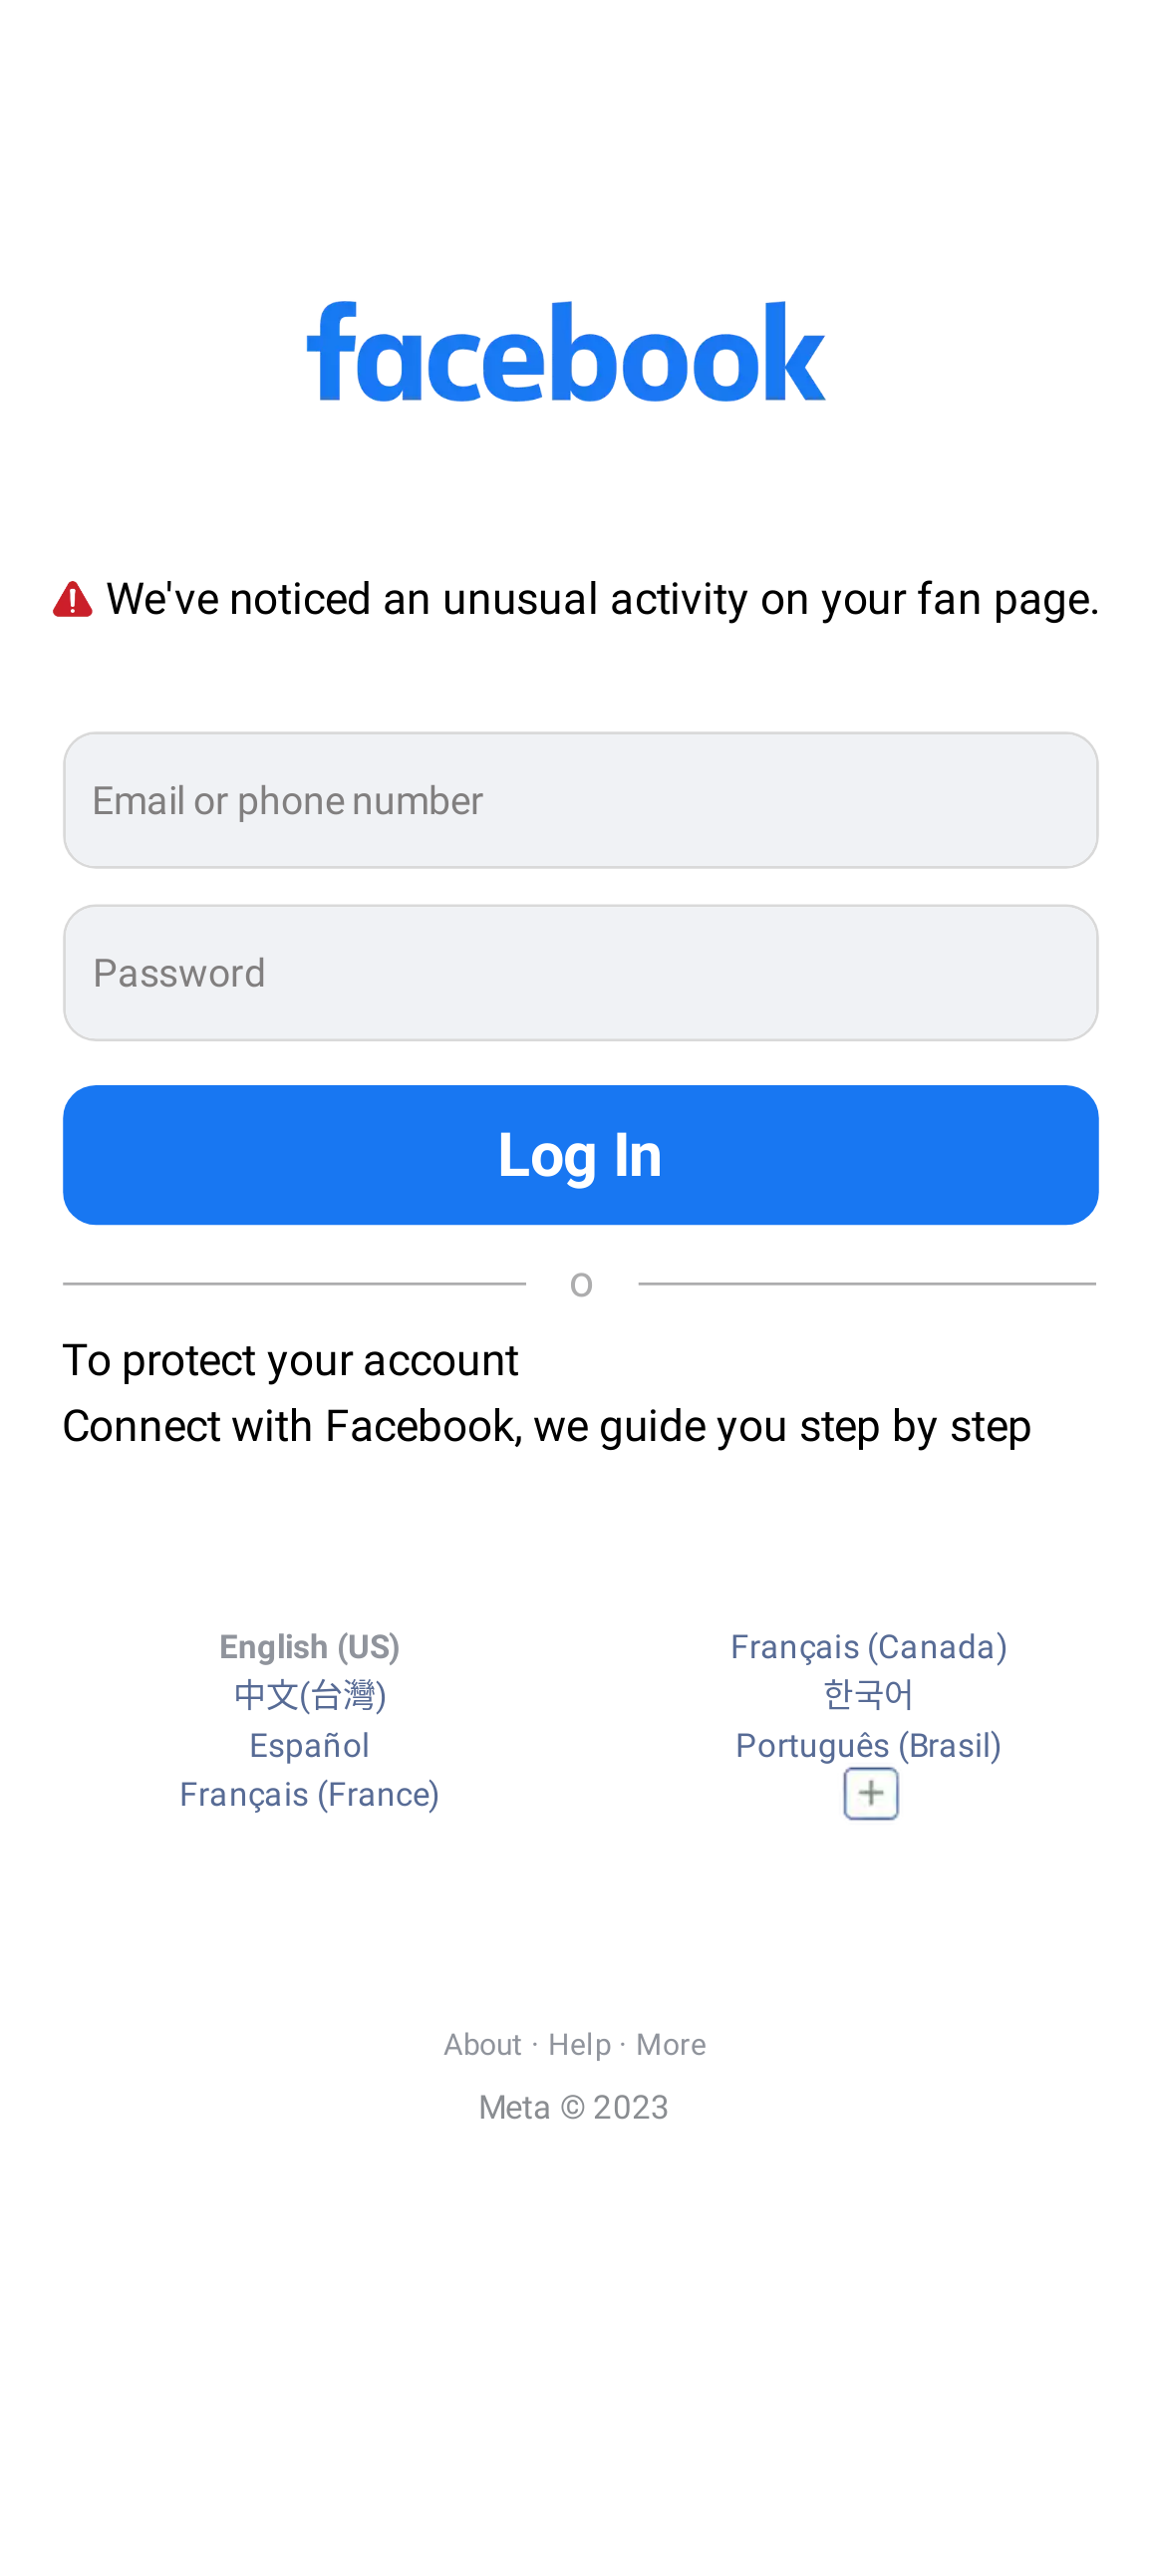 facebook
We've noticed an unusual activity on your fan page.
Email or phone number
Password
Log In
o
To protect your account
Connect with Facebook, we guide you step by step
English (US)
Français (Canada)
中文(台灣)
한국어
Español
Português (Brasil)
Français (France)
+
About · Help · More
Meta © 2023